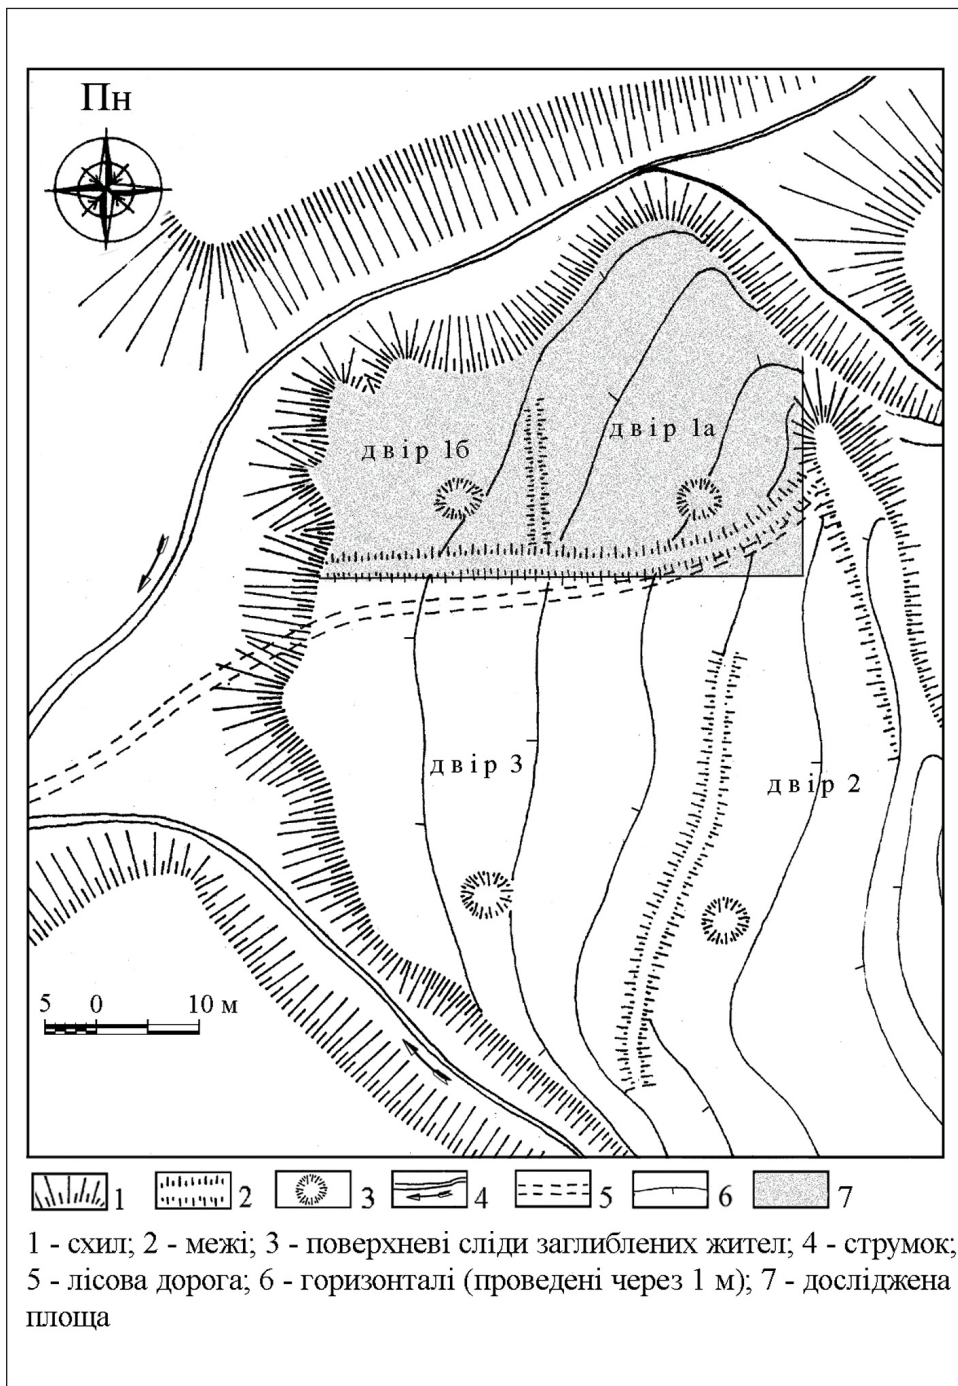 Пн
двір 1б
двір 1а
двір 3
двір 2
5 0 10 м
1 2 3 4 5 6 7
1 - схил; 2 - межі; 3 - поверхневі сліди заглиблених жител; 4 - струмок;
5 - лісова дорога; 6 - горизонталі (проведені через 1 м); 7 - досліджена
площа